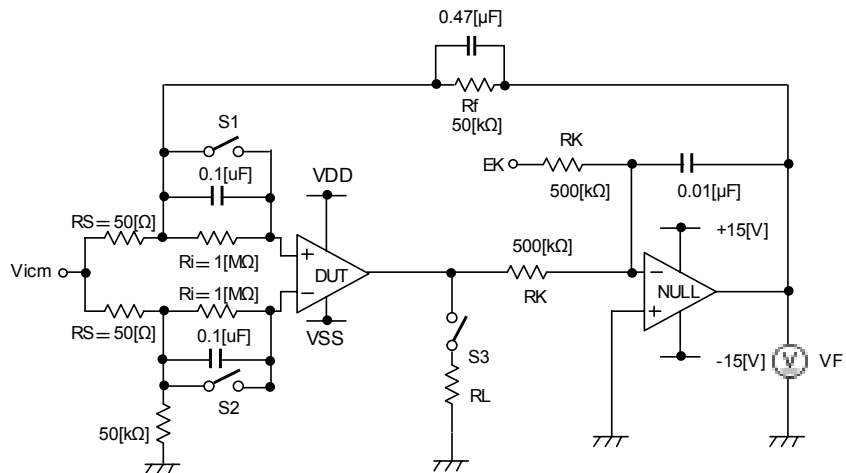 0.47[µF]
Rf
50[kΩ]
S1
EK
RK
500[kΩ]
0.01[µF]
VDD
0.1[uF]
RS=50[Ω]
Ri=1[MΩ]
+15[V]
500[kΩ]
Vicm
+
DUT
−
−
NULL
+
Ri=1[MΩ]
RK
RS=50[Ω]
VSS
0.1[uF]
S3
-15[V]
V
VF
RL
S2
50[kΩ]